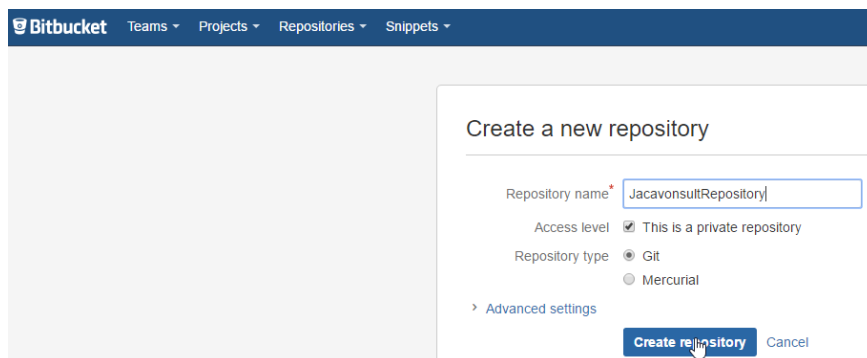 Bitbucket Teams Projects Repositories Snippets
Create a new repository
Repository name* JacavonsultRepository
Access level This is a private repository
Repository type Git
Mercurial
Advanced settings
Create repository Cancel